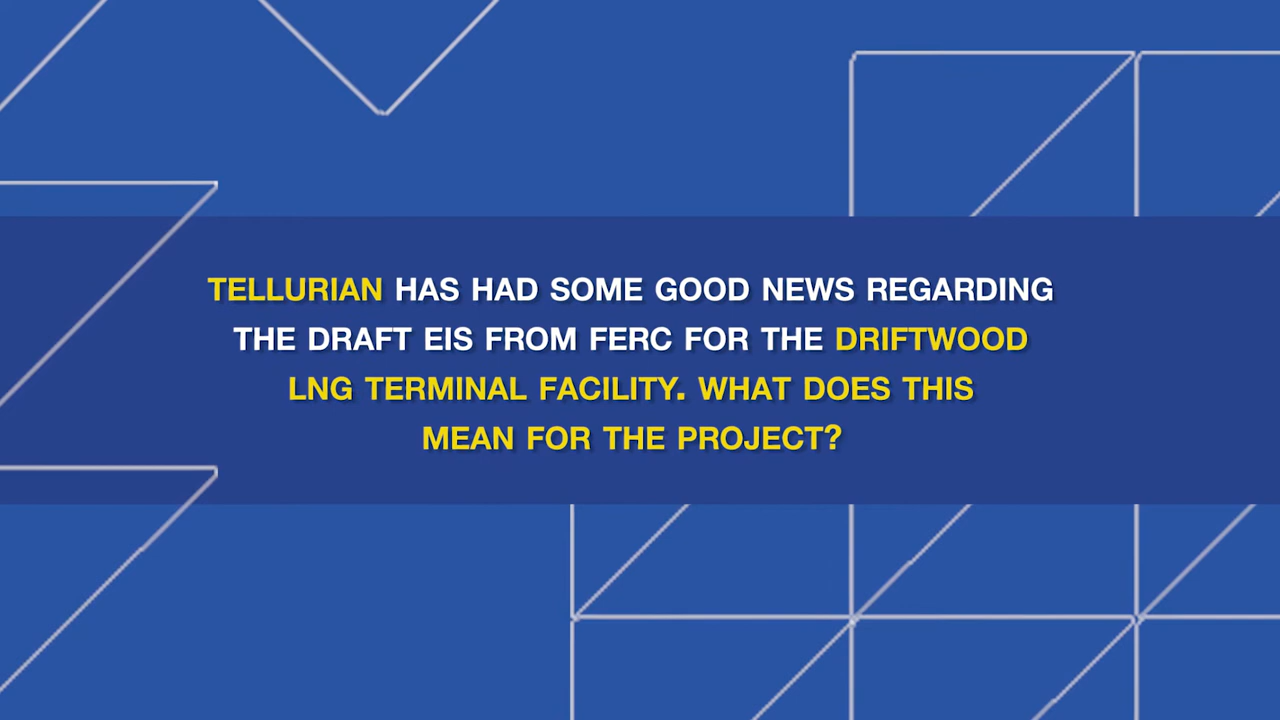 TELLURIAN HAS HAD SOME GOOD NEWS REGARDING
THE DRAFT EIS FROM FERC FOR THE DRIFTWOOD
LNG TERMINAL FACILITY. WHAT DOES THIS
MEAN FOR THE PROJECT?